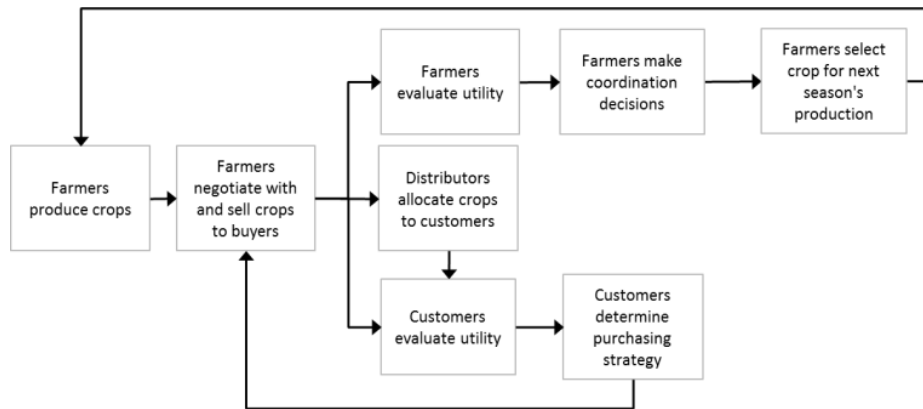 Farmers
evaluate utility
Farmers make
coordination
decisions
Farmers select
crop for next
season's
production
Farmers
produce crops
Farmers
negotiate with
and sell crops
to buyers
Distributors
allocate crops
to customers
Customers
evaluate utility
Customers
determine
purchasing
strategy